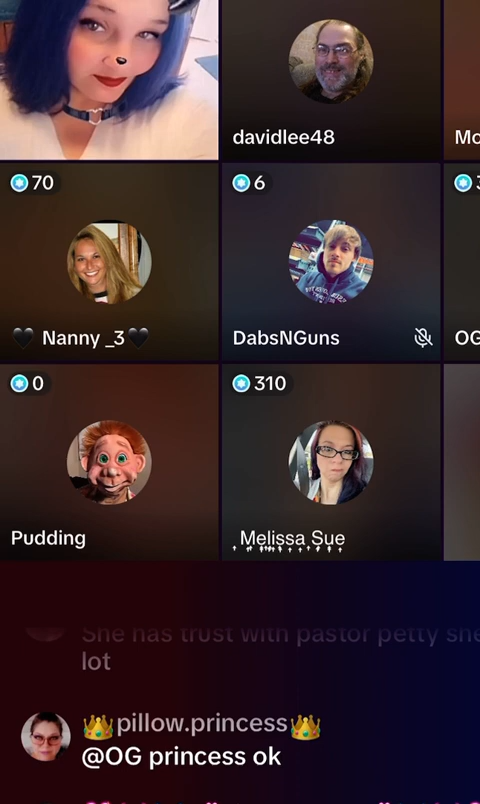 davidlee48
Mo
70
6
3
🖤 Nanny _3🖤
DabsNGuns
OG
0
310
Pudding
Melissa Sue
She has trust with pastor petty she
lot
👑pillow.princess👑
@OG princess ok